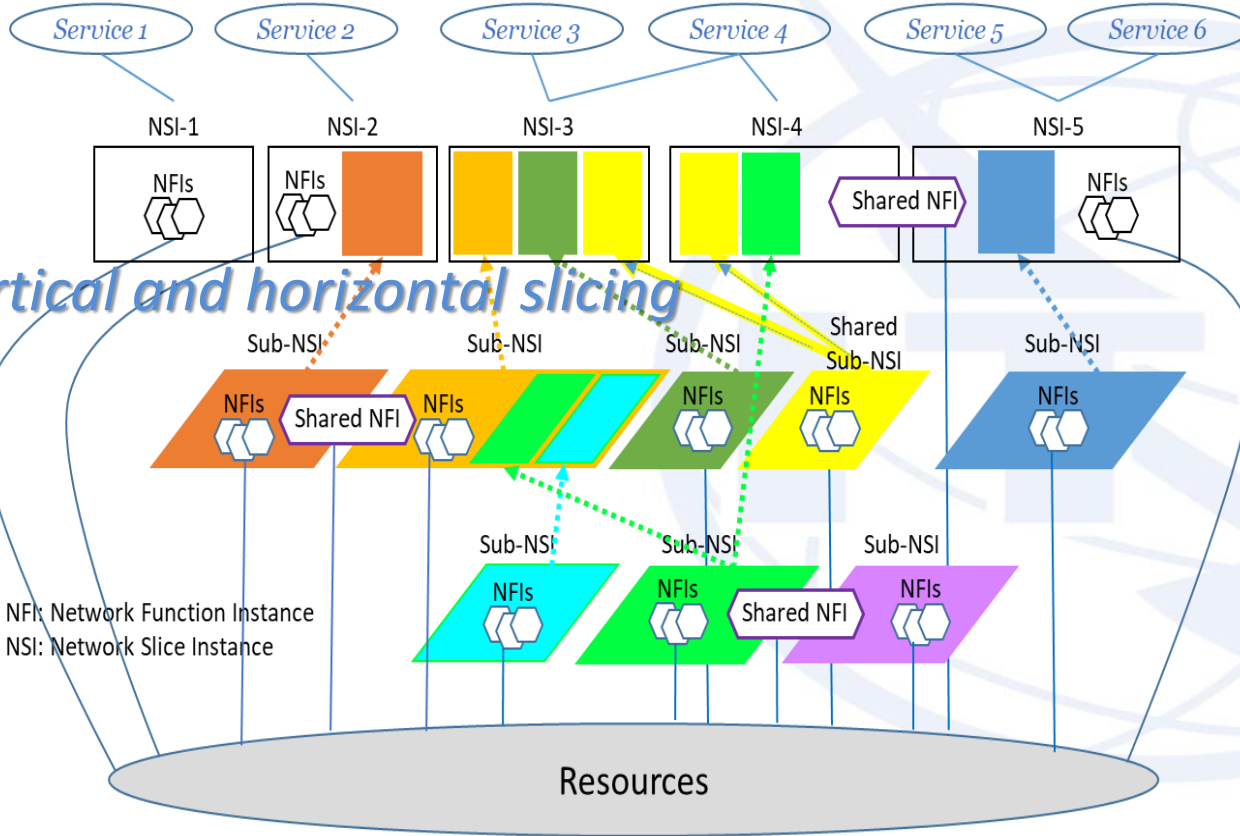 Service 1
Service 2
Service 3
Service 4
Service 5
Service 6
NSI-1
NSI-2
NSI-3
NSI-4
NSI-5
NFIs
NFIs
Shared NFI
NFIs
rtical and horizontal slicing
Sub-NSI
Sub-NSI
Sub-NSI
Shared
Sub-NSI
Sub-NSI
NFIs
Shared NFI
NFIs
NFIs
NFIs
NFIs
Sub-NSI
Sub-NSI
Sub-NSI
NFIs
NFIs
Shared NFI
NFIs
NFI: Network Function Instance
NSI: Network Slice Instance
Resources